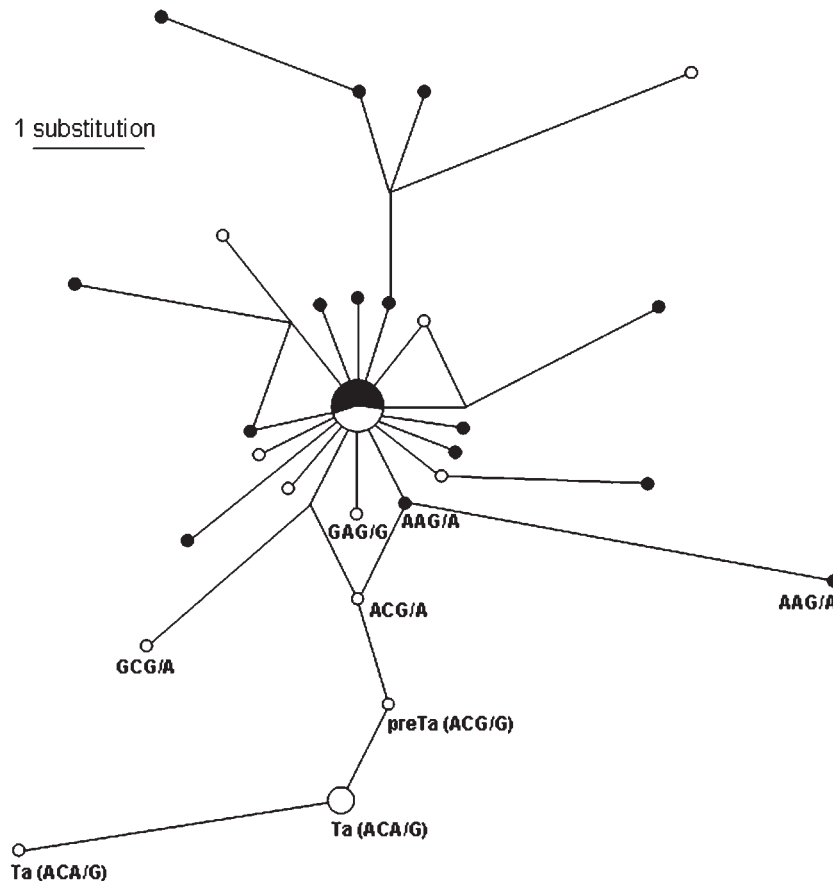 1 substitution
GAG/G
AAG/A
AAG/A
ACG/A
GCG/A
preTa (ACG/G)
Ta (ACA/G)
Ta (ACA/G)